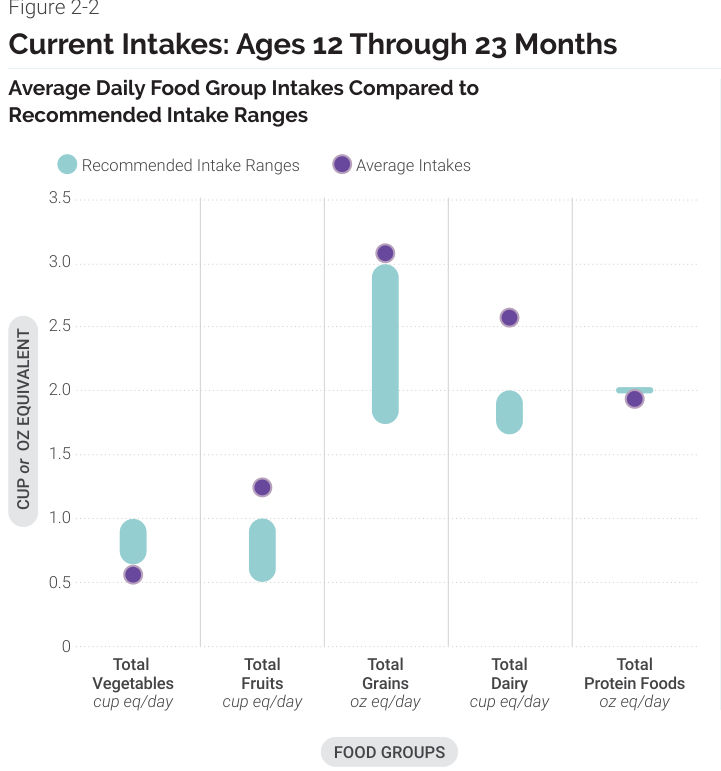 Figure 2-2
Current Intakes: Ages 12 Through 23 Months
Average Daily Food Group Intakes Compared to
Recommended Intake Ranges
Recommended Intake Ranges
Average Intakes
3.5
3.0
2.5
2.0
1.5
1.0
0.5
0
CUP or OZ EQUIVALENT
Total
Vegetables
cup eq/day
Total
Fruits
cup eq/day
Total
Grains
oz eq/day
Total
Dairy
cup eq/day
Total
Protein Foods
oz eq/day
FOOD GROUPS